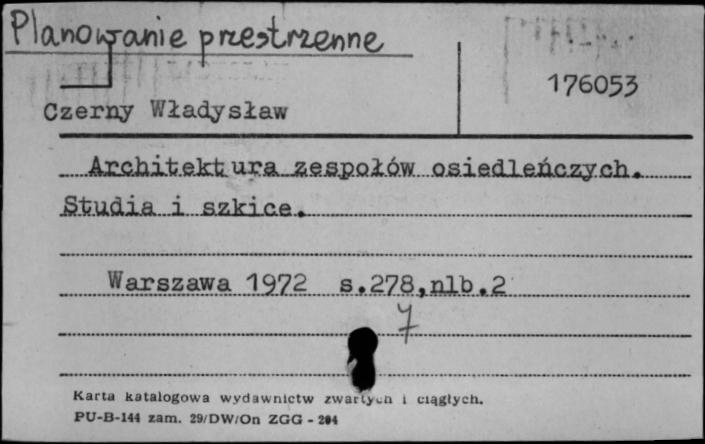 Planowanie przestrzenne
176053
Czerny Władysław
Architektura zespołów osiedleńczych.
Studia i szkice.
Warszawa 1972 s.278,nlb.2
7
Karta katalogowa wydawnictw zwartych i ciągłych.
PU-B-144 zam. 29/DW/On ZGG - 204